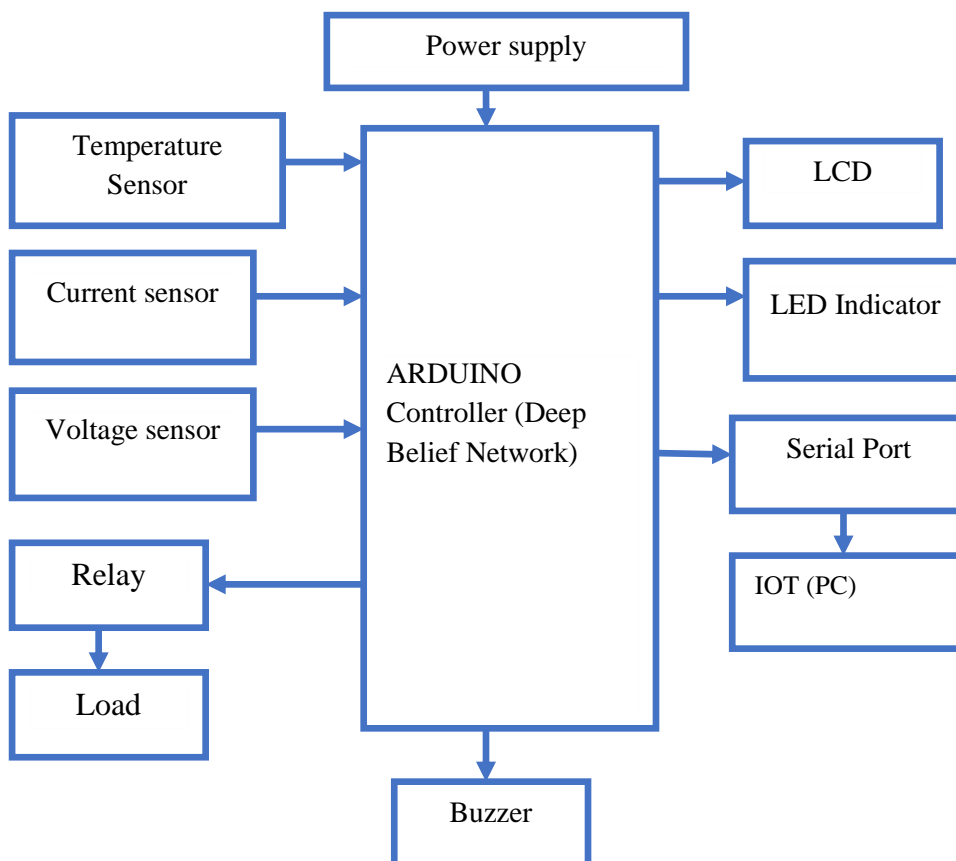 Power supply
Temperature
Sensor
LCD
Current sensor
LED Indicator
ARDUINO
Controller (Deep
Belief Network)
Voltage sensor
Serial Port
Relay
IOT (PC)
Load
Buzzer